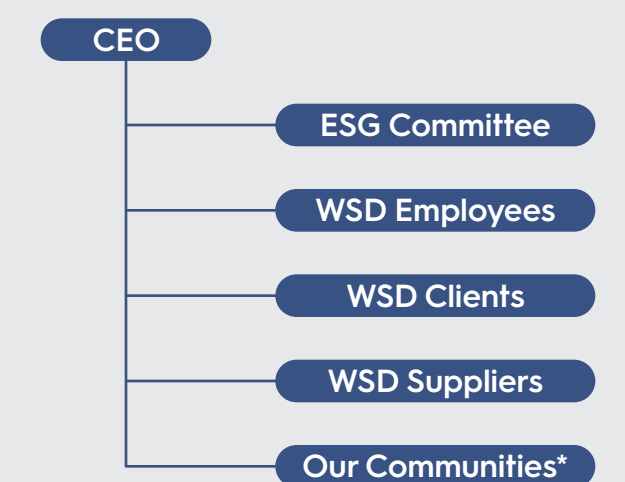 CEO
ESG Committee
WSD Employees
WSD Clients
WSD Suppliers
Our Communities*